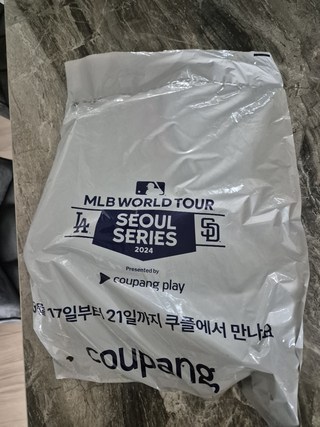 MLB WORLD TOUR
LA SEOUL SD
SERIES
2024
Presented by
coupang play
17일부터 21일까지 쿠플에서 만나요
coupang